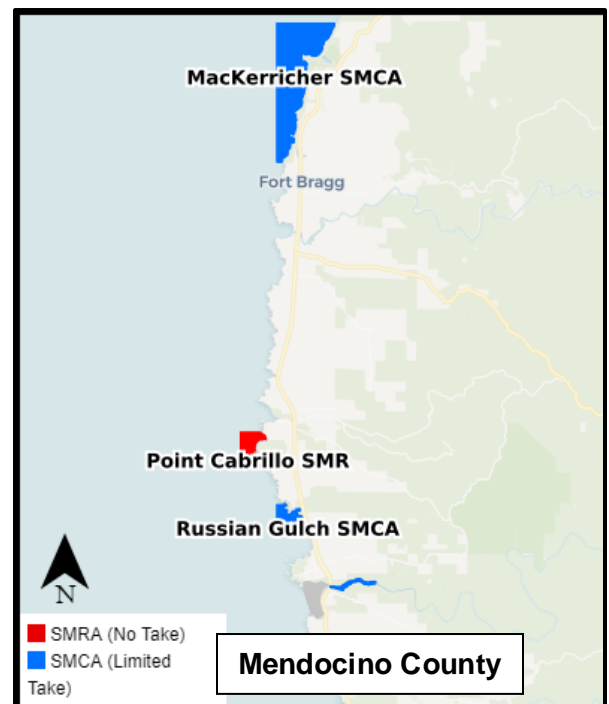 MacKerricher SMCA
Fort Bragg
Point Cabrillo SMR
Russian Gulch SMCA
N
SMRA (No Take)
SMCA (Limited
Take)
Mendocino County